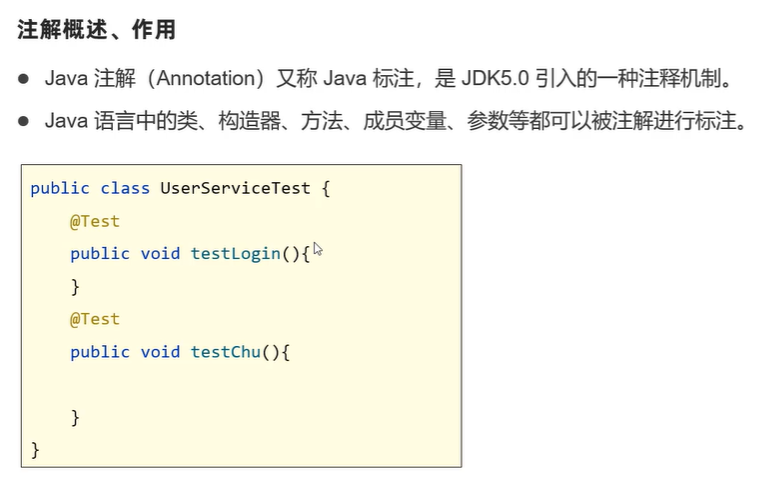 注解概述、作用
● Java 注解（Annotation）又称 Java 标注，是 JDK5.0 引入的一种注释机制。
● Java 语言中的类、构造器、方法、成员变量、参数等都可以被注解进行标注。
public class UserServiceTest {
    @Test
    public void testLogin(){
    }
    @Test
    public void testChu(){
    }
}